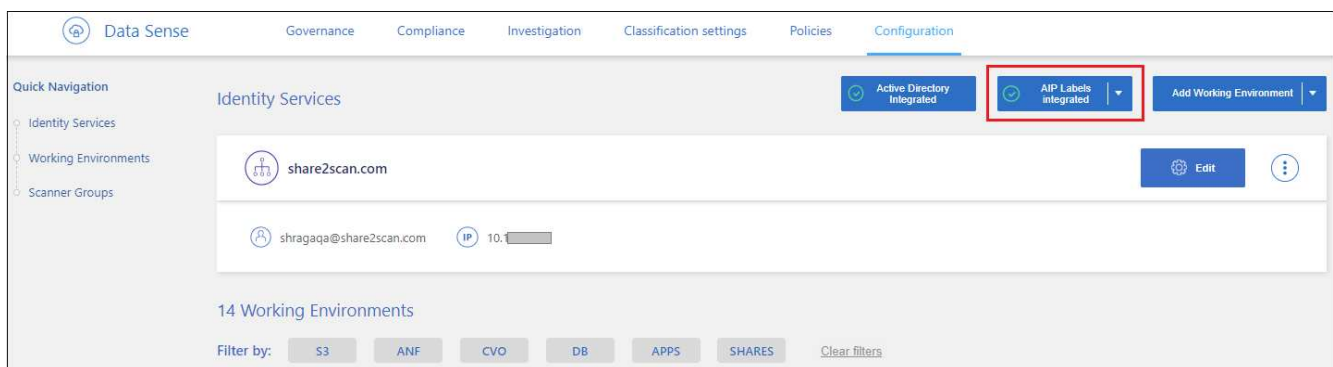 Data Sense
Governance Compliance Investigation Classification settings Policies Configuration
Quick Navigation
Identity Services
Working Environments
Scanner Groups
Identity Services
Active Directory
Integrated
AIP Labels
integrated
Add Working Environment
share2scan.com
Edit
shragaqa@share2scan.com IP 10.1
14 Working Environments
Filter by: S3 ANF CVO DB APPS SHARES Clear filters